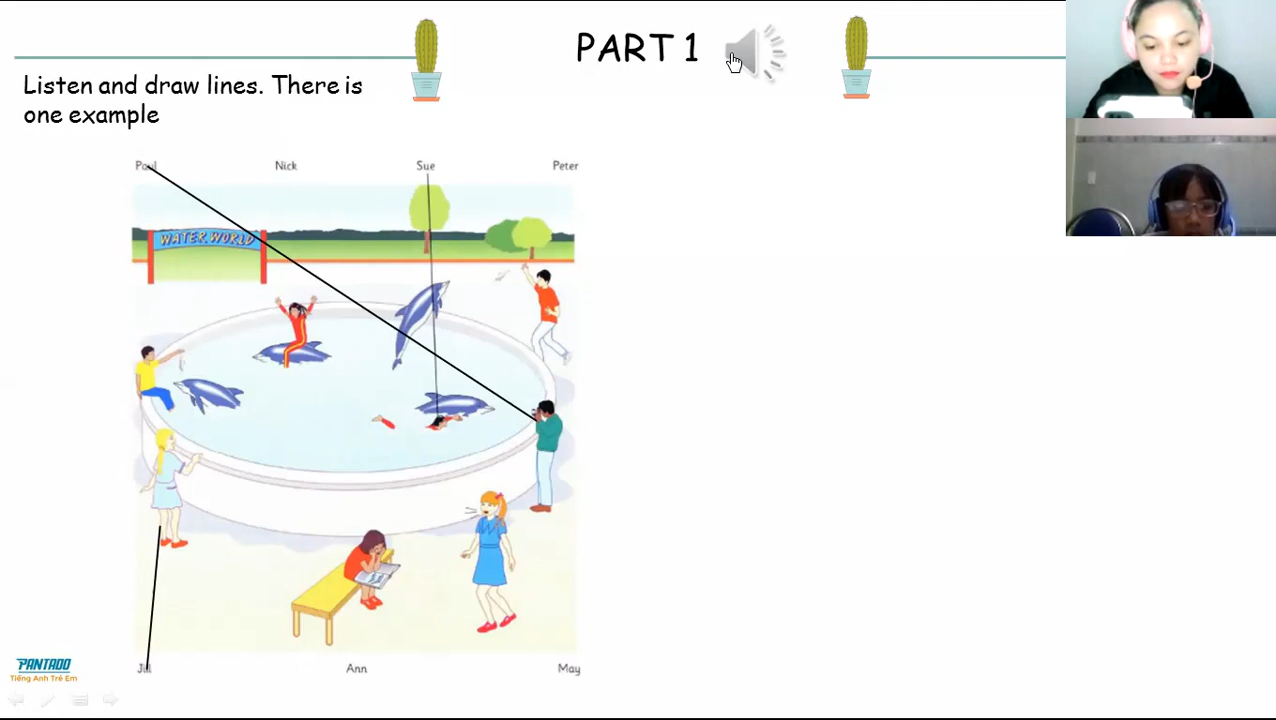 PART 1
Listen and draw lines. There is
one example
Paul Nick Sue Peter
WATER WORLD
Jill Ann May
PANTADO
Tiếng Anh Trẻ Em